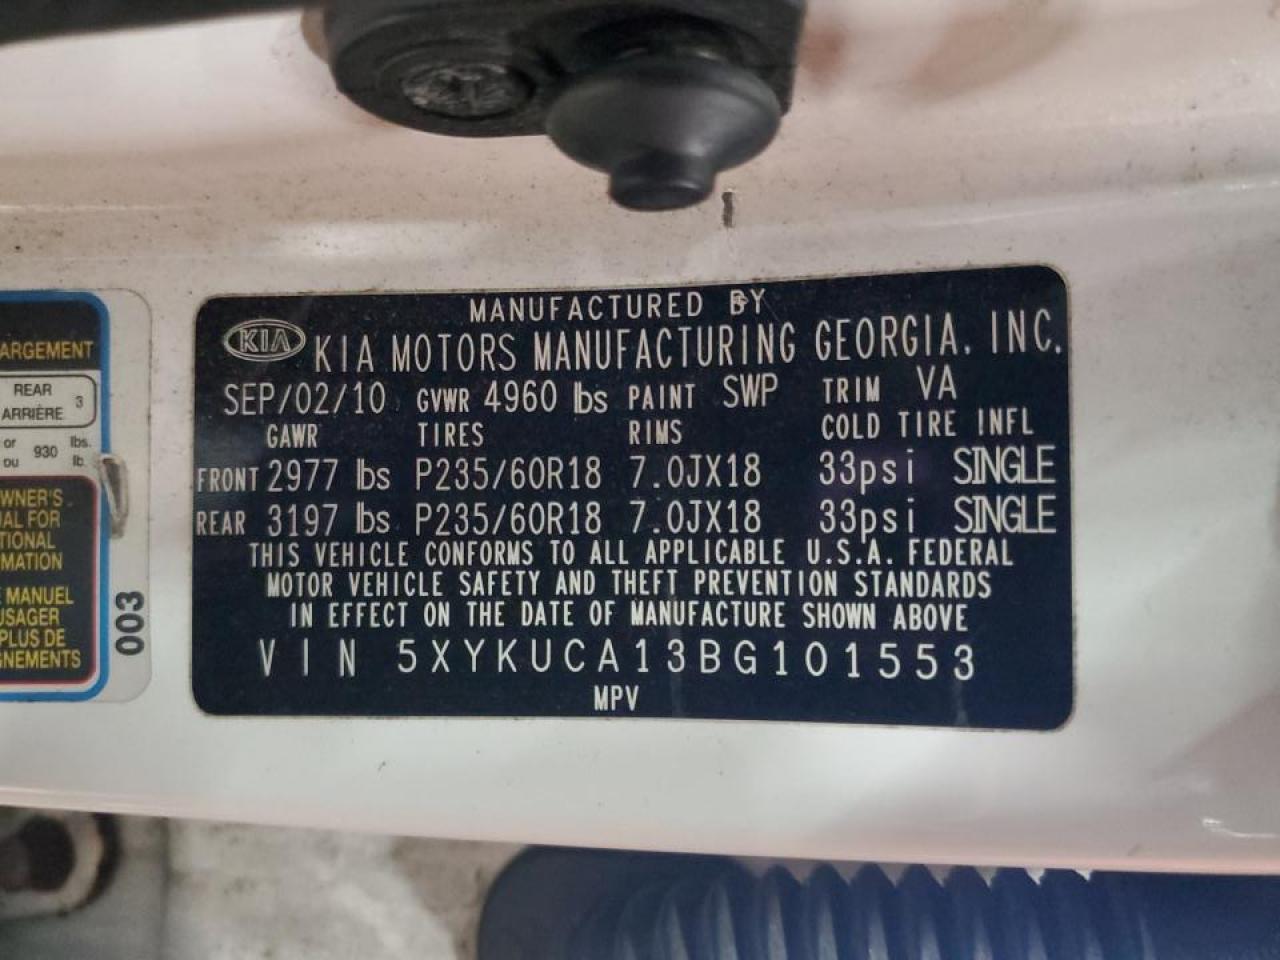 MANUFACTURED BY
KIA KIA MOTORS MANUFACTURING GEORGIA, INC.
SEP/02/10 GVWR 4960 lbs PAINT SWP TRIM VA
GAWR TIRES RIMS COLD TIRE INFL
FRONT 2977 lbs P235/60R18 7.0JX18 33psi SINGLE
REAR 3197 lbs P235/60R18 7.0JX18 33psi SINGLE
THIS VEHICLE CONFORMS TO ALL APPLICABLE U.S.A. FEDERAL
MOTOR VEHICLE SAFETY AND THEFT PREVENTION STANDARDS
IN EFFECT ON THE DATE OF MANUFACTURE SHOWN ABOVE
VIN 5XYKUCA13BG101553
MPV
ARGEMENT
REAR
ARRIÈRE 3
or 930 lbs.
ou lb.
WNER'S
AL FOR
TIONAL
MATION
MANUEL
USAGER
PLUS DE
GNEMENTS
003